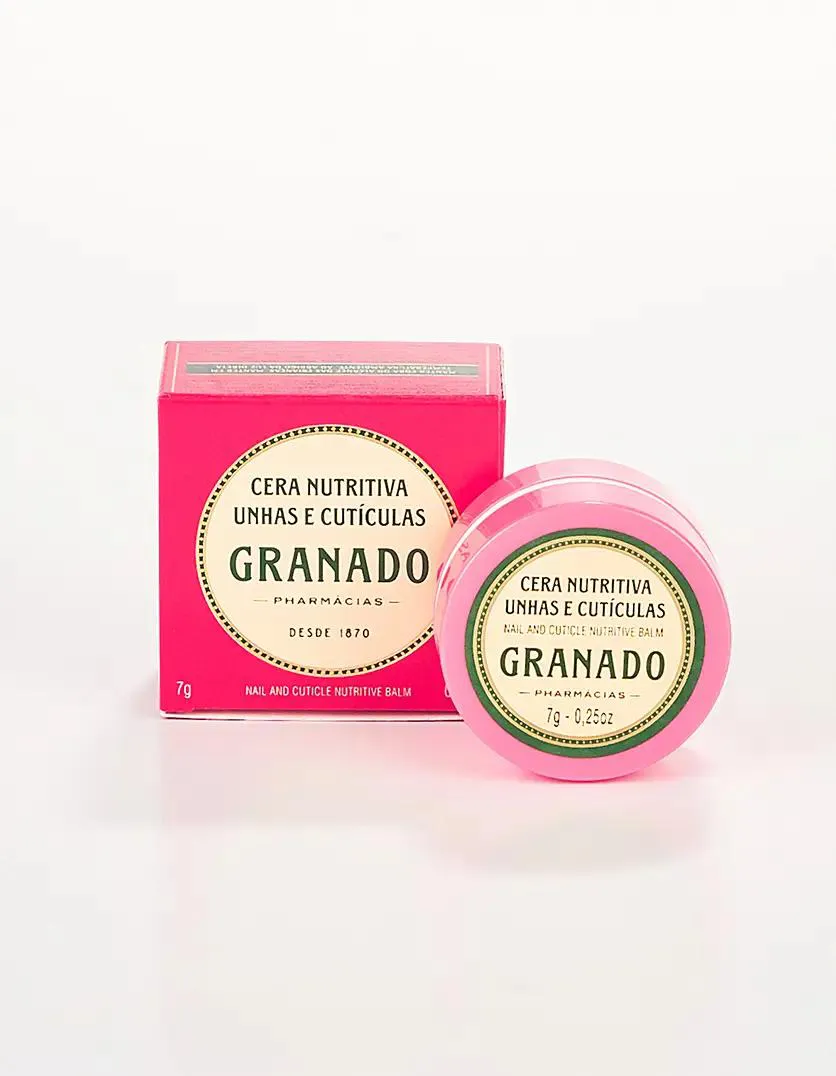 CERA NUTRITIVA
UNHAS E CUTÍCULAS
GRANADO
PHARMÁCIAS
DESDE 1870
7g
NAIL AND CUTICLE NUTRITIVE BALM
CERA NUTRITIVA
UNHAS E CUTÍCULAS
NAIL AND CUTICLE NUTRITIVE BALM
GRANADO
PHARMÁCIAS
7g - 0,25oz